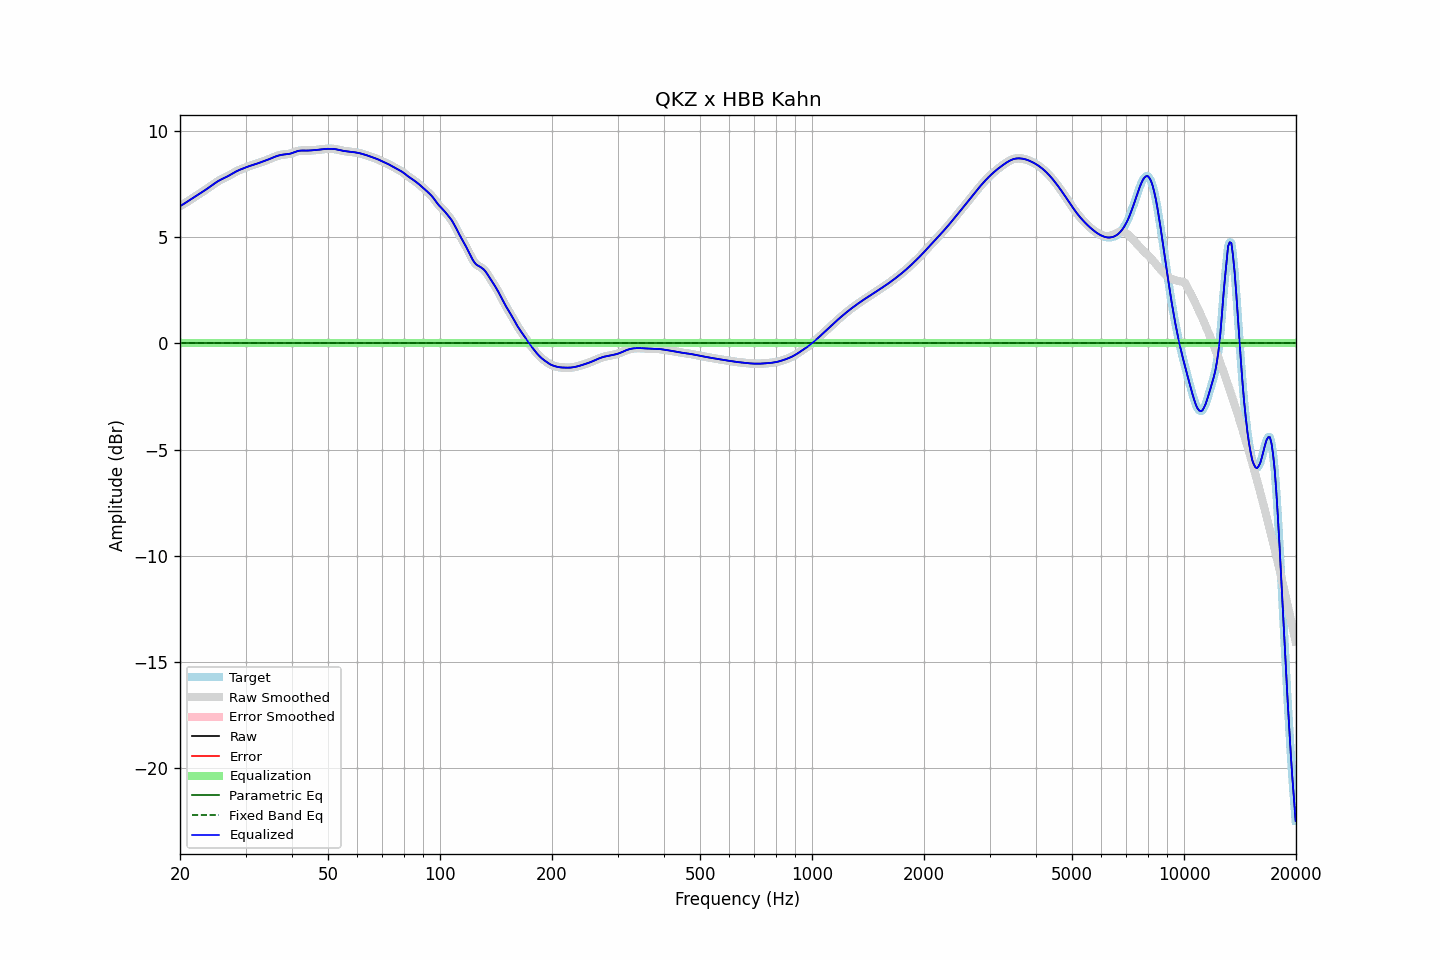 QKZ x HBB Kahn
10
5
0
−5
−10
−15
−20
Amplitude (dBr)
Target
Raw Smoothed
Error Smoothed
Raw
Error
Equalization
Parametric Eq
Fixed Band Eq
Equalized
20 50 100 200 500 1000 2000 5000 10000 20000
Frequency (Hz)